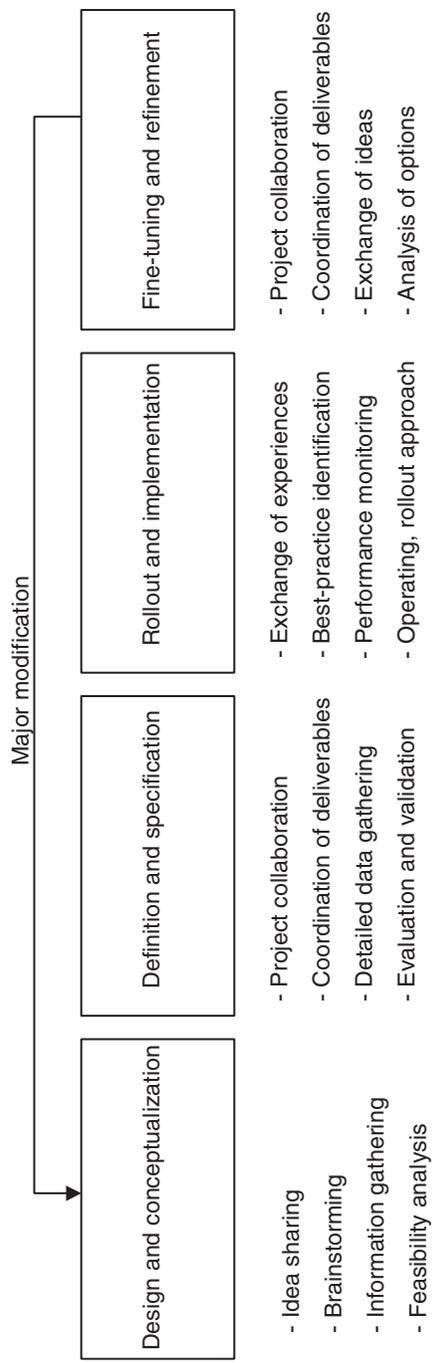 Major modification
Design and conceptualization
- Idea sharing
- Brainstorming
- Information gathering
- Feasibility analysis
Definition and specification
- Project collaboration
- Coordination of deliverables
- Detailed data gathering
- Evaluation and validation
Rollout and implementation
- Exchange of experiences
- Best-practice identification
- Performance monitoring
- Operating, rollout approach
Fine-tuning and refinement
- Project collaboration
- Coordination of deliverables
- Exchange of ideas
- Analysis of options